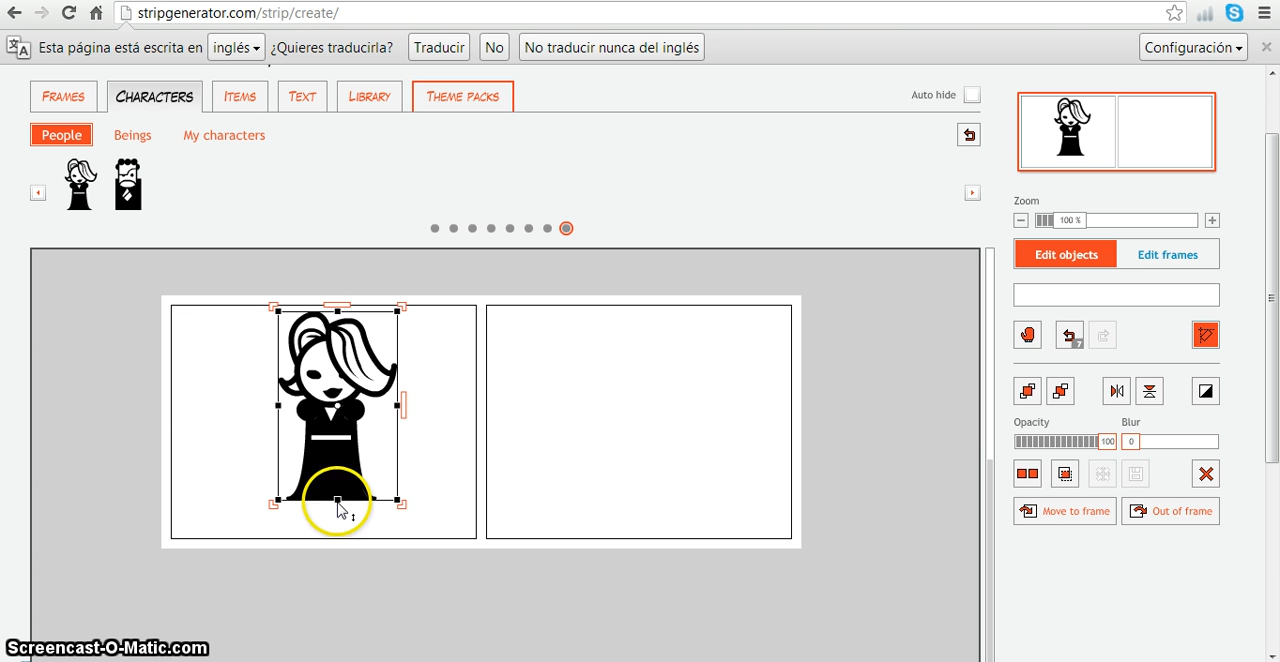 stripgenerator.com/strip/create/
Esta página está escrita en inglés ¿Quieres traducirla? Traducir No No traducir nunca del inglés Configuración
FRAMES CHARACTERS ITEMS TEXT LIBRARY THEME PACKS Auto hide
People Beings My characters
Zoom
100 %
Edit objects Edit frames
7
Opacity Blur
100 0
Move to frame Out of frame
Screencast-O-Matic.com